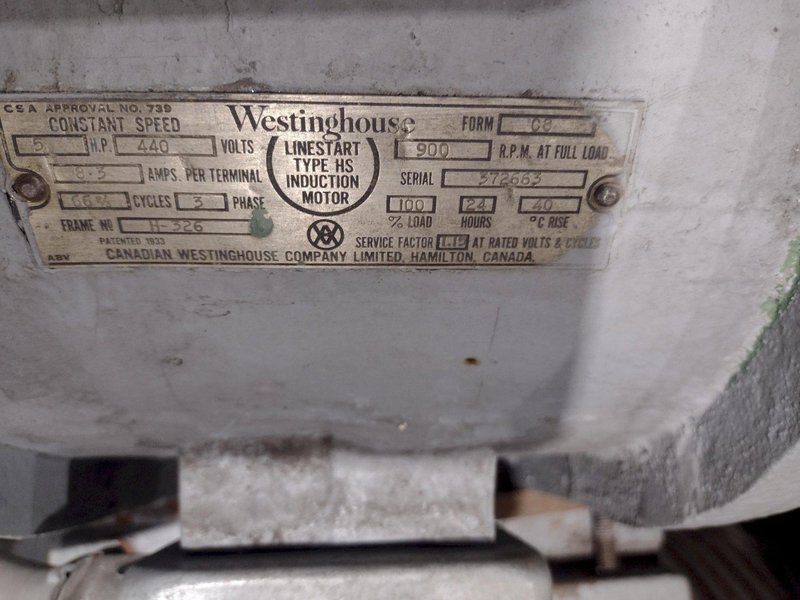 CSA APPROVAL NO. 739
CONSTANT SPEED Westinghouse FORM
5 H.P. 440 VOLTS LINESTART TYPE HS INDUCTION MOTOR 900 R.P.M. AT FULL LOAD
8.3 AMPS. PER TERMINAL SERIAL 372663
CYCLES 3 PHASE 100 % LOAD 24 HOURS 40 °C RISE
FRAME Nº H-326
PATENTED 1933 W SERVICE FACTOR AT RATED VOLTS & CYCLES
ABV CANADIAN WESTINGHOUSE COMPANY LIMITED, HAMILTON, CANADA.